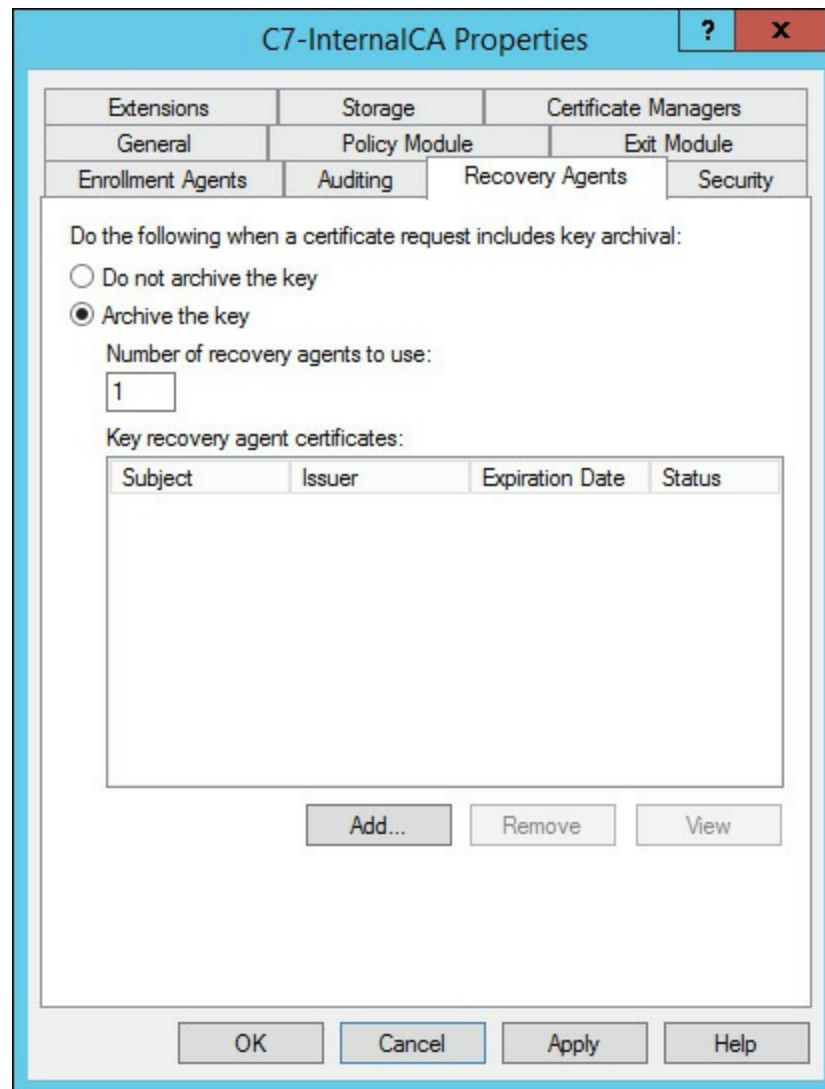 C7-InternalCA Properties
? x
Extensions Storage Certificate Managers
General Policy Module Exit Module
Enrollment Agents Auditing Recovery Agents Security
Do the following when a certificate request includes key archival:
Do not archive the key
Archive the key
Number of recovery agents to use:
1
Key recovery agent certificates:
Subject Issuer Expiration Date Status
Add... Remove View
OK Cancel Apply Help